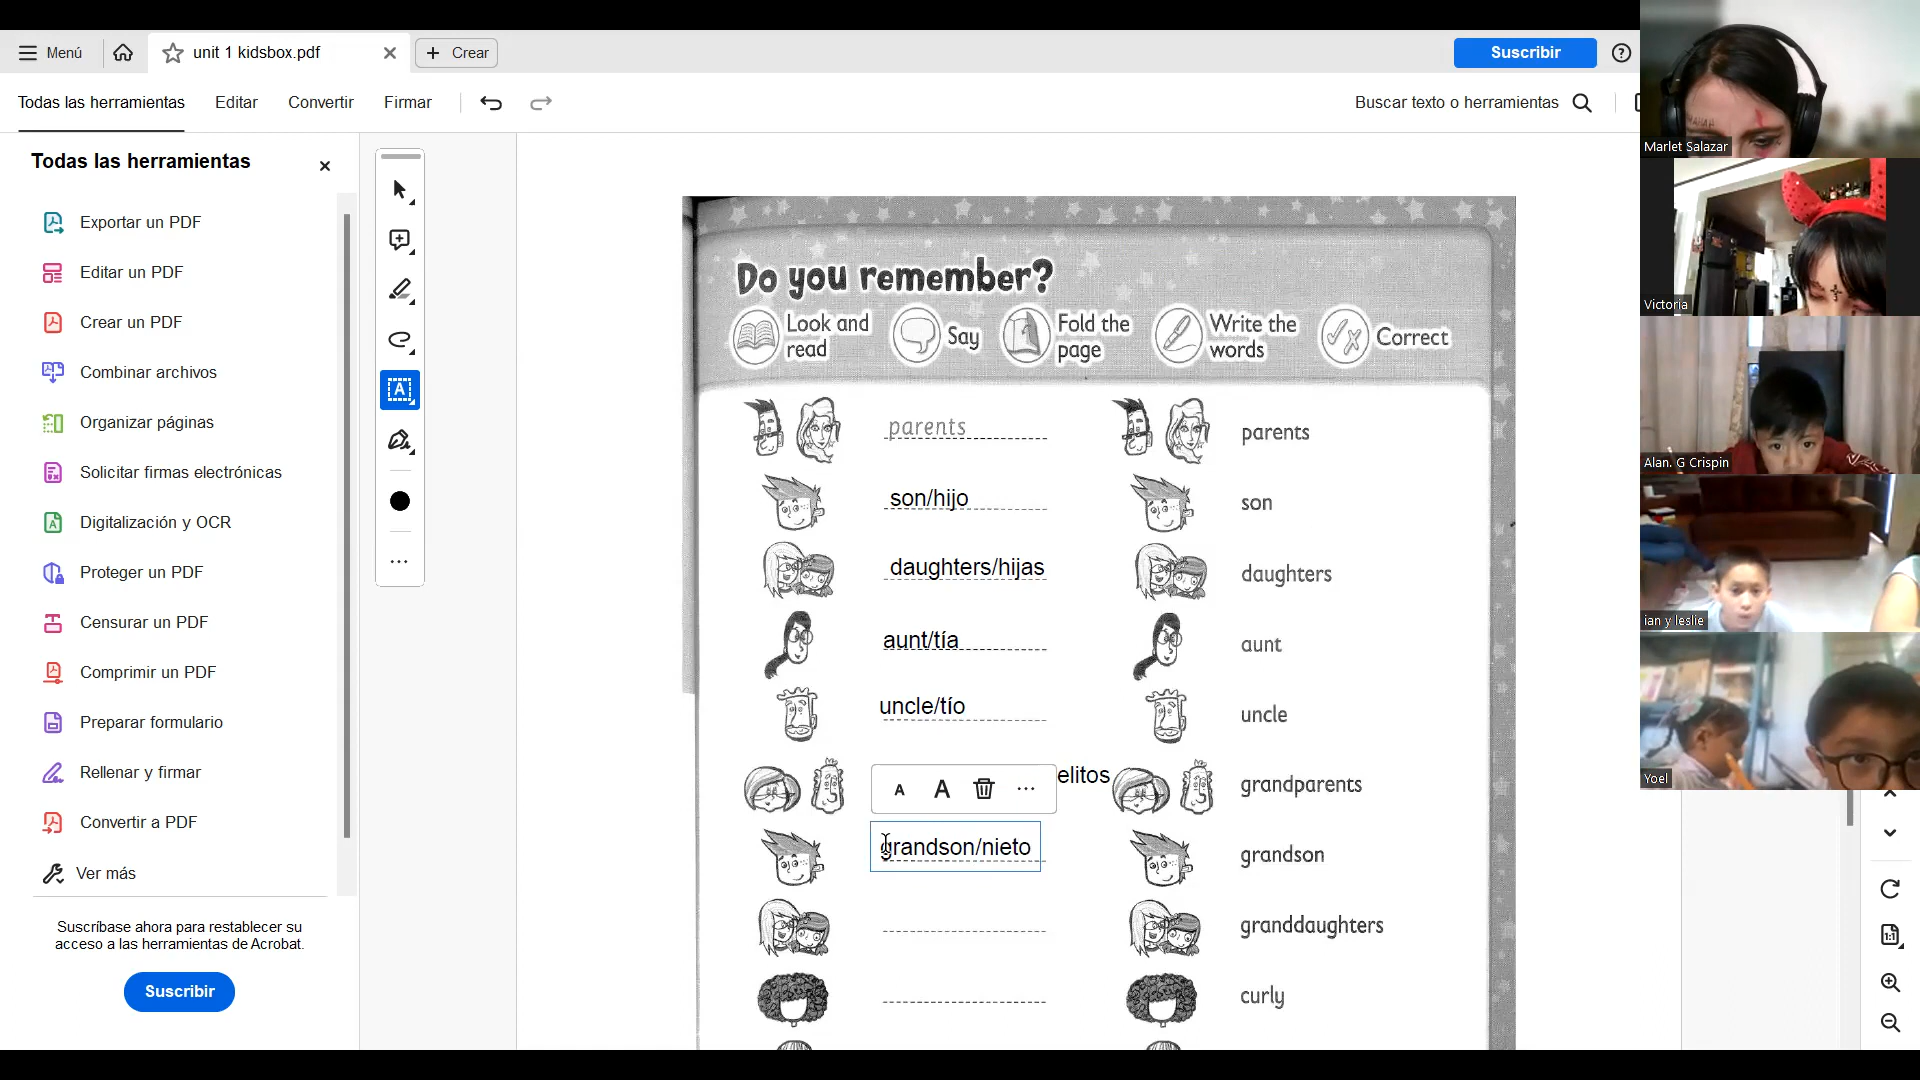 Menú
unit 1 kidsbox.pdf
Crear
Suscribir
Todas las herramientas
Editar
Convertir
Firmar
Buscar texto o herramientas
Todas las herramientas
Exportar un PDF
Editar un PDF
Crear un PDF
Combinar archivos
Organizar páginas
Solicitar firmas electrónicas
Digitalización y OCR
Proteger un PDF
Censurar un PDF
Comprimir un PDF
Preparar formulario
Rellenar y firmar
Convertir a PDF
Ver más
Suscríbase ahora para restablecer su
acceso a las herramientas de Acrobat.
Suscribir
Do you remember?
Look and
read
Say
Fold the
page
Write the
words
Correct
parents
parents
son/hijo
son
daughters/hijas
daughters
aunt/tía
aunt
uncle/tío
uncle
A A
elitos
grandparents
grandson/nieto
grandson
granddaughters
curly
Marlet Salazar
Victoria
Alan. G Crispin
ian y leslie
Yoel